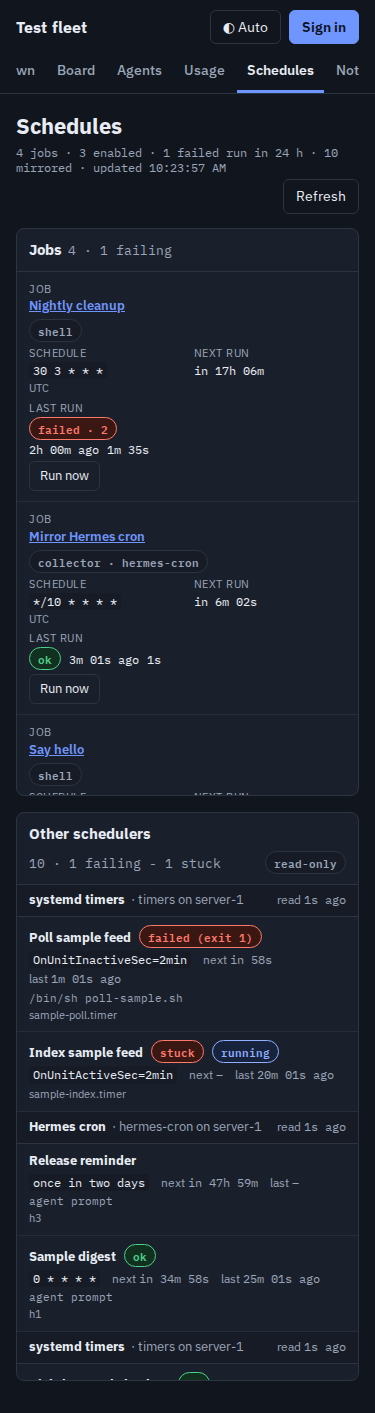 Test fleet
◐ Auto
Sign in
wn Board Agents Usage Schedules Not
Schedules
4 jobs · 3 enabled · 1 failed run in 24 h · 10
mirrored · updated 10:23:57 AM
Refresh
Jobs 4 · 1 failing
JOB
Nightly cleanup
shell
SCHEDULE NEXT RUN
30 3 * * * in 17h 06m
UTC
LAST RUN
failed · 2
2h 00m ago 1m 35s
Run now
JOB
Mirror Hermes cron
collector · hermes-cron
SCHEDULE NEXT RUN
*/10 * * * * in 6m 02s
UTC
LAST RUN
ok 3m 01s ago 1s
Run now
JOB
Say hello
shell
SCHEDULE NEXT RUN
Other schedulers
10 · 1 failing - 1 stuck read-only
systemd timers · timers on server-1 read 1s ago
Poll sample feed failed (exit 1)
OnUnitInactiveSec=2min next in 58s
last 1m 01s ago
/bin/sh poll-sample.sh
sample-poll.timer
Index sample feed stuck running
OnUnitActiveSec=2min next – last 20m 01s ago
sample-index.timer
Hermes cron · hermes-cron on server-1 read 1s ago
Release reminder
once in two days next in 47h 59m last –
agent prompt
h3
Sample digest ok
0 * * * * next in 34m 58s last 25m 01s ago
agent prompt
h1
systemd timers · timers on server-1 read 1s ago